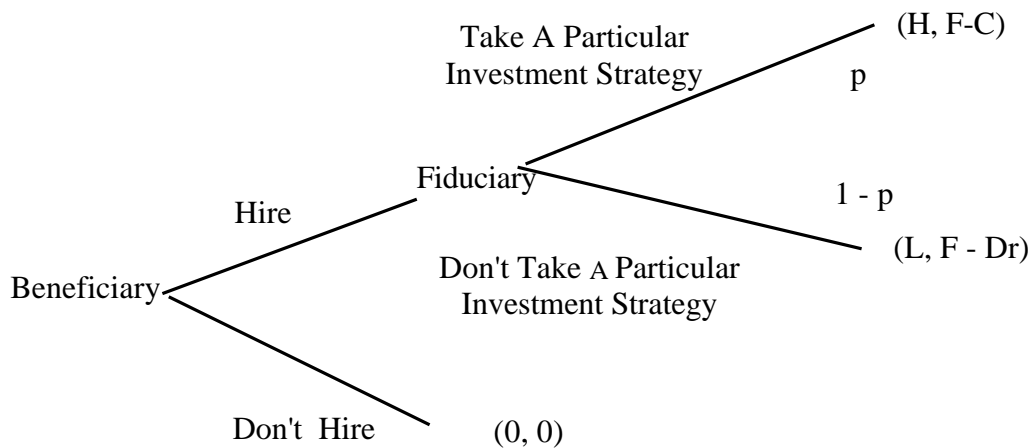 Take A Particular
Investment Strategy
(H, F-C)
p
Fiduciary
Hire
1 - p
(L, F - Dr)
Don't Take A Particular
Investment Strategy
Beneficiary
Don't Hire
(0, 0)